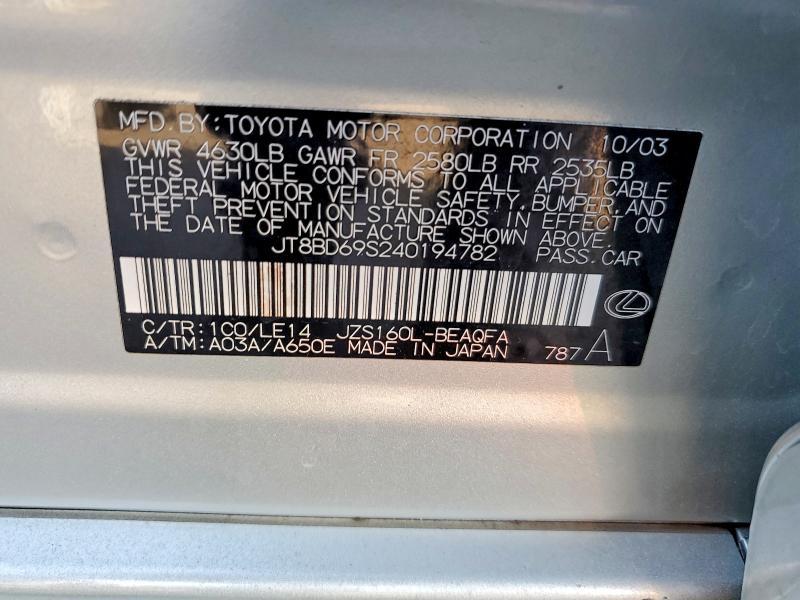 MFD.BY:TOYOTA MOTOR CORPORATION 10/03
GVWR 4630LB GAWR FR 2580LB RR 2535LB
THIS VEHICLE CONFORMS TO ALL APPLICABLE
FEDERAL MOTOR VEHICLE SAFETY,BUMPER,AND
THEFT PREVENTION STANDARDS IN EFFECT ON
THE DATE OF MANUFACTURE SHOWN ABOVE.
JT8BD69S240194782 PASS.CAR
C/TR:1C0/LE14 JZS160L-BEAQFA
A/TM:A03A/A650E MADE IN JAPAN 787 A